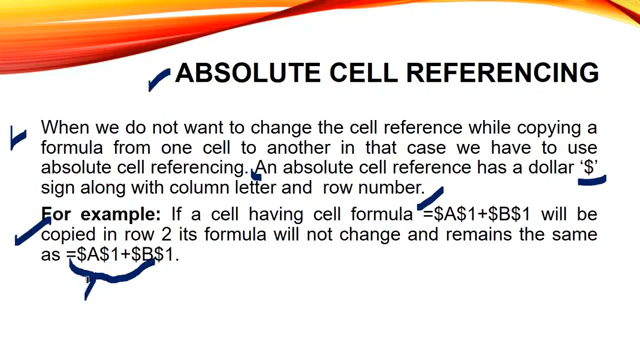 ABSOLUTE CELL REFERENCING
When we do not want to change the cell reference while copying a
formula from one cell to another in that case we have to use
absolute cell referencing. An absolute cell reference has a dollar ‘$’
sign along with column letter and row number.
For example: If a cell having cell formula =$A$1+$B$1 will be
copied in row 2 its formula will not change and remains the same
as =$A$1+$B$1.